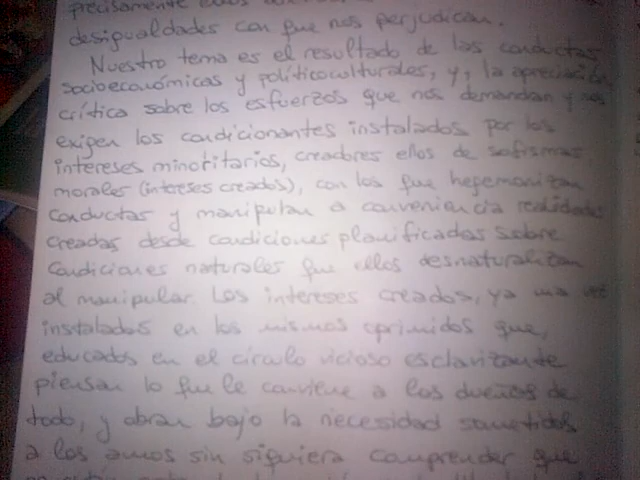 precisamente
desigualdades con que nos perjudican.
Nuestro tema es el resultado de las conductas
socioeconómicas y politicoculturales, y, la apreciación
crítica sobre los esfuerzos que nos demandan y nos
exigen los condicionantes instalados por los
intereses minoritarios, creadores ellos de sofismas
morales (intereses creados), con los que hegemonizan
conductas y manipulan a conveniencia realidades
creadas desde condiciones planificadas sobre
condiciones naturales que ellos desnaturalizan
al manipular. Los intereses creados, ya una vez
instalados en los mismos oprimidos que,
educados en el círculo vicioso esclavizante
piensan lo que le conviene a los dueños de
todo, y obran bajo la necesidad sometidos
a los amos sin siquiera comprender que